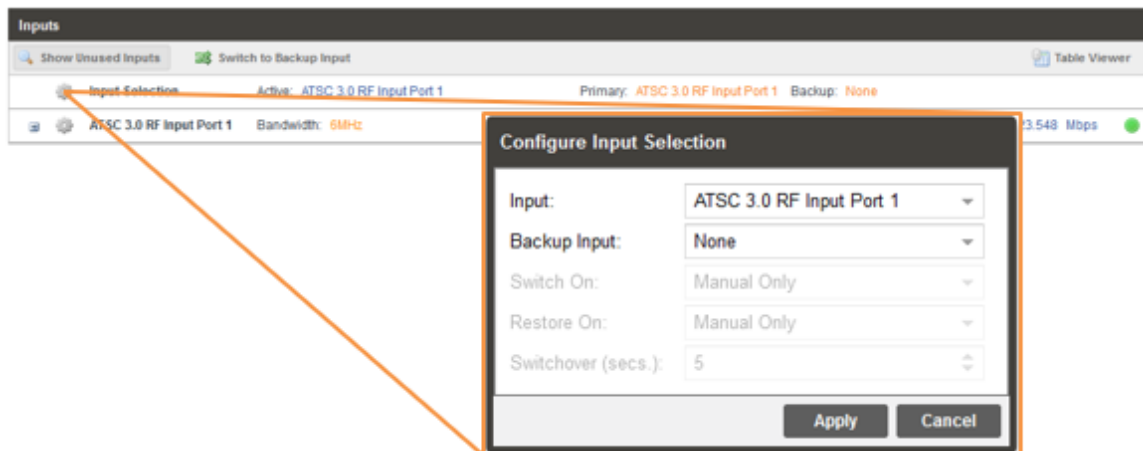 Inputs
Show Unused Inputs Switch to Backup Input Table Viewer
Input Selection Active: ATSC 3.0 RF Input Port 1 Primary: ATSC 3.0 RF Input Port 1 Backup: None
ATSC 3.0 RF Input Port 1 Bandwidth: 6MHz 23.548 Mbps
Configure Input Selection
Input: ATSC 3.0 RF Input Port 1
Backup Input: None
Switch On: Manual Only
Restore On: Manual Only
Switchover (secs.): 5
Apply Cancel